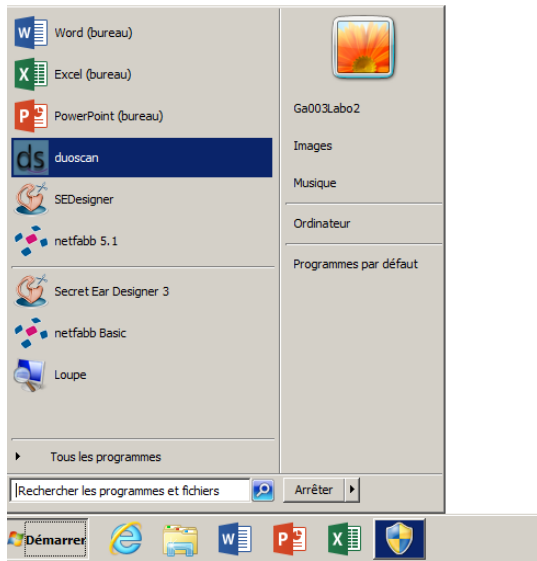 Word (bureau)
Excel (bureau)
PowerPoint (bureau)
ds duoscan
SEDesigner
netfabb 5.1
Secret Ear Designer 3
netfabb Basic
Loupe
Tous les programmes
Rechercher les programmes et fichiers
Ga003Labo2
Images
Musique
Ordinateur
Programmes par défaut
Arrêter
Démarrer